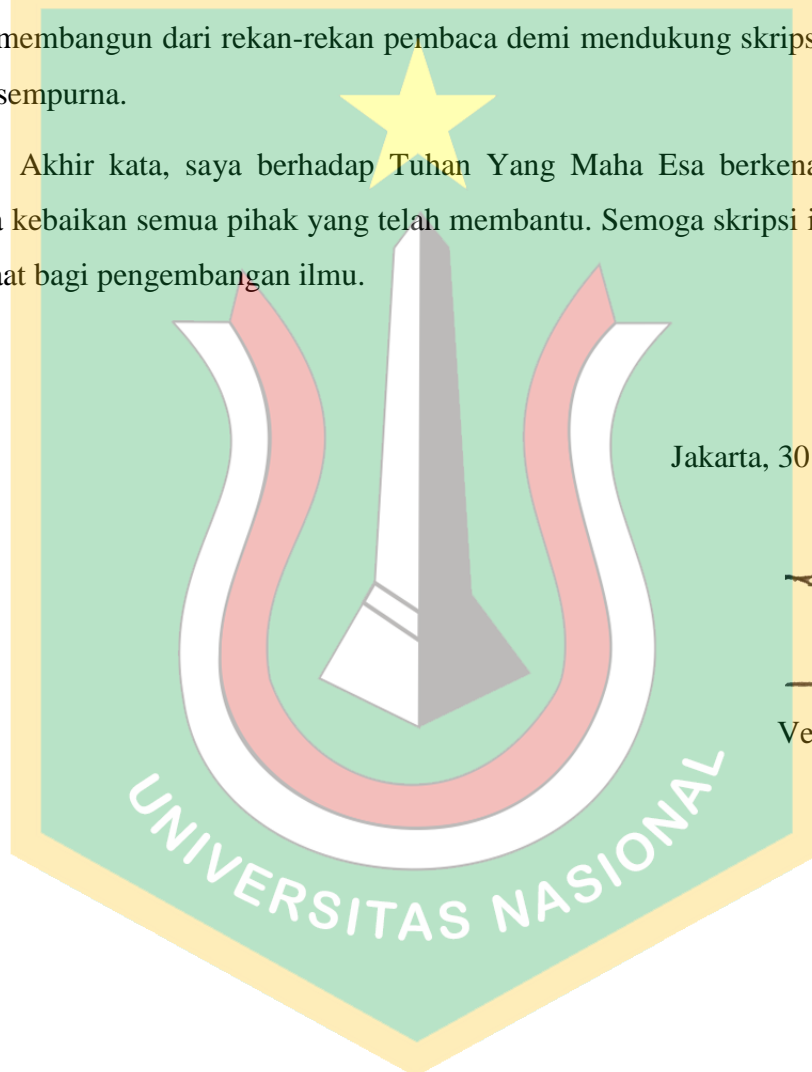 membangun dari rekan-rekan pembaca demi mendukung skrips
sempurna.
Akhir kata, saya berhadap Tuhan Yang Maha Esa berkena
kebaikan semua pihak yang telah membantu. Semoga skripsi i
aat bagi pengembangan ilmu.
Jakarta, 30
Ve
UNIVERSITAS NASIONAL